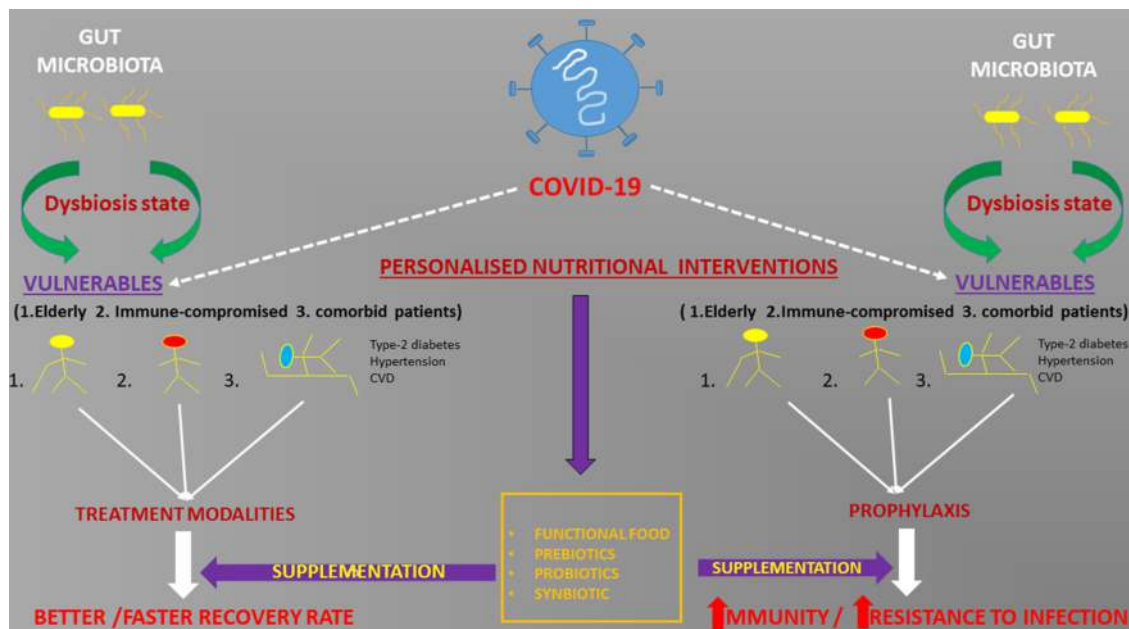 GUT
MICROBIOTA
Dysbiosis state
VULNERABLES
(1.Elderly 2. Immune-compromised 3. comorbid patients)
Type-2 diabetes
Hypertension
CVD
1.
2.
3.
TREATMENT MODALITIES
BETTER /FASTER RECOVERY RATE
COVID-19
PERSONALISED NUTRITIONAL INTERVENTIONS
• FUNCTIONAL FOOD
• PREBIOTICS
• PROBIOTICS
• SYNBIOTIC
SUPPLEMENTATION
SUPPLEMENTATION
GUT
MICROBIOTA
Dysbiosis state
VULNERABLES
( 1.Elderly 2.Immune-compromised 3. comorbid patients)
Type-2 diabetes
Hypertension
CVD
1.
2.
3.
PROPHYLAXIS
MMUNITY / RESISTANCE TO INFECTION